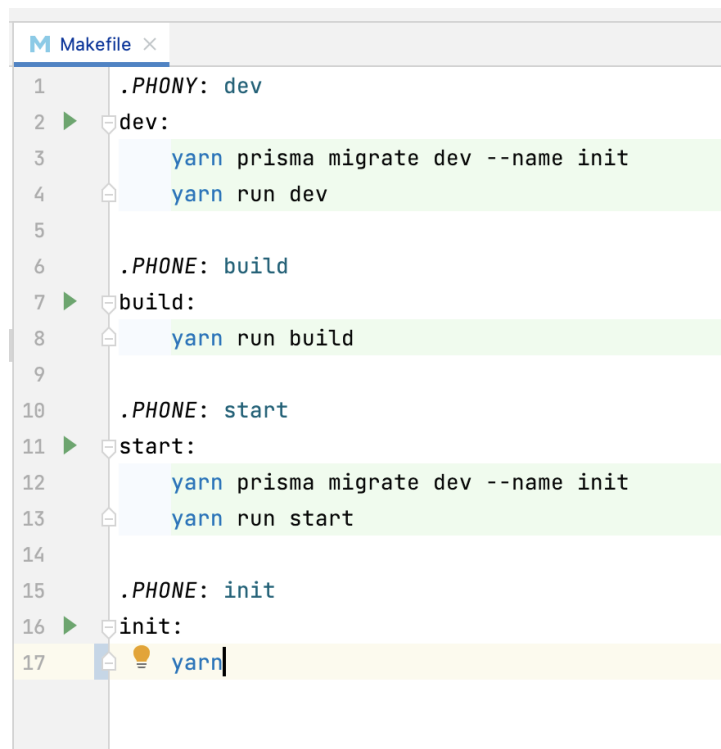 Makefile
1 .PHONY: dev
2 dev:
3 yarn prisma migrate dev --name init
4 yarn run dev
5
6 .PHONE: build
7 build:
8 yarn run build
9
10 .PHONE: start
11 start:
12 yarn prisma migrate dev --name init
13 yarn run start
14
15 .PHONE: init
16 init:
17 yarn